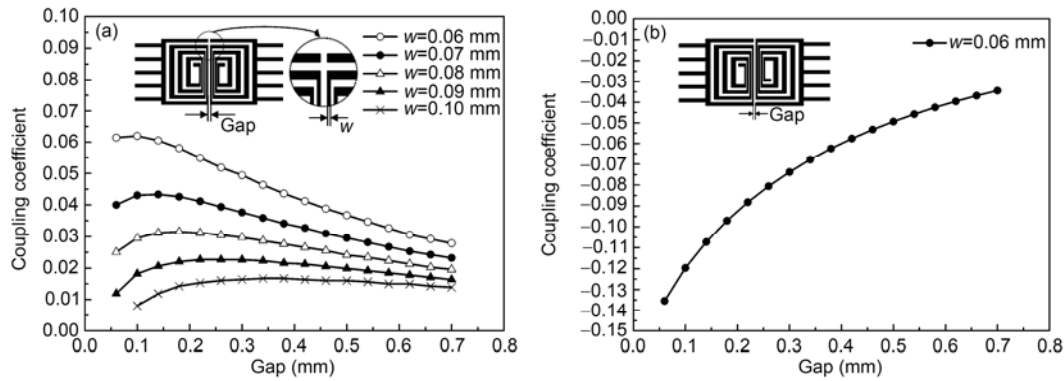 (a)
w=0.06 mm
w=0.07 mm
w=0.08 mm
w=0.09 mm
w=0.10 mm
Gap
w
0.10
0.09
0.08
0.07
0.06
0.05
0.04
0.03
0.02
0.01
0.00
Coupling coefficient
0.0 0.1 0.2 0.3 0.4 0.5 0.6 0.7 0.8
Gap (mm)
(b)
w=0.06 mm
Gap
−0.00
−0.01
−0.02
−0.03
−0.04
−0.05
−0.06
−0.07
−0.08
−0.09
−0.10
−0.11
−0.12
−0.13
−0.14
−0.15
Coupling coefficient
0.0 0.1 0.2 0.3 0.4 0.5 0.6 0.7 0.8
Gap (mm)